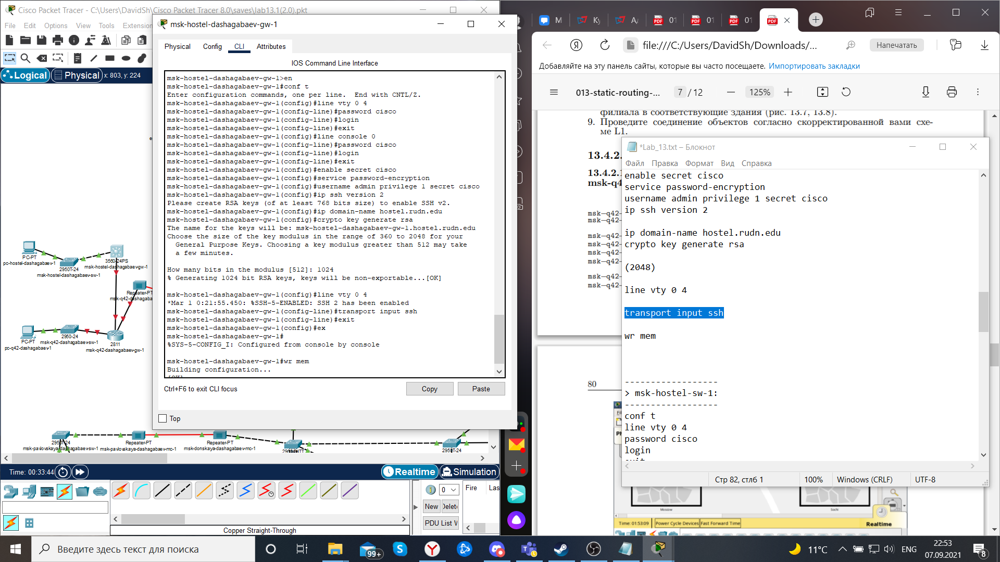 Cisco Packet Tracer - C:\Users\DavidSh\Cisco Packet Tracer 8.0\saves\lab13.1(2.0).pkt
File Edit Options View Tools Extension
Logical
Physical
x: 803, y: 224
PC-PT
pc-hostel-dashagabaev-1
2950T-24
msk-hostel-dashagabaev-sw-1
3560-24PS
msk-hostel-dashagabaev-gw-1
Repeater-PT
msk-q42-dashagaba
PC-PT
pc-q42-dashagabaev1
2950-24
msk-q42-dashagabaev-sw-1
2811
msk-q42-dashagabaev-gw-1
msk-hostel-dashagabaev-gw-1
Physical Config CLI Attributes
IOS Command Line Interface
msk-hostel-dashagabaev-gw-1>en
msk-hostel-dashagabaev-gw-1#conf t
Enter configuration commands, one per line.  End with CNTL/Z.
msk-hostel-dashagabaev-gw-1(config)#line vty 0 4
msk-hostel-dashagabaev-gw-1(config-line)#password cisco
msk-hostel-dashagabaev-gw-1(config-line)#login
msk-hostel-dashagabaev-gw-1(config-line)#exit
msk-hostel-dashagabaev-gw-1(config)#line console 0
msk-hostel-dashagabaev-gw-1(config-line)#password cisco
msk-hostel-dashagabaev-gw-1(config-line)#login
msk-hostel-dashagabaev-gw-1(config-line)#exit
msk-hostel-dashagabaev-gw-1(config)#enable secret cisco
msk-hostel-dashagabaev-gw-1(config)#service password-encryption
msk-hostel-dashagabaev-gw-1(config)#username admin privilege 1 secret cisco
msk-hostel-dashagabaev-gw-1(config)#ip ssh version 2
Please create RSA keys (of at least 768 bits size) to enable SSH v2.
msk-hostel-dashagabaev-gw-1(config)#ip domain-name hostel.rudn.edu
msk-hostel-dashagabaev-gw-1(config)#crypto key generate rsa
The name for the keys will be: msk-hostel-dashagabaev-gw-1.hostel.rudn.edu
Choose the size of the key modulus in the range of 360 to 2048 for your
General Purpose Keys. Choosing a key modulus greater than 512 may take
a few minutes.
How many bits in the modulus [512]: 1024
% Generating 1024 bit RSA keys, keys will be non-exportable...[OK]
msk-hostel-dashagabaev-gw-1(config)#line vty 0 4
*Mar 1 0:21:55.450: %SSH-5-ENABLED: SSH 2 has been enabled
msk-hostel-dashagabaev-gw-1(config-line)#transport input ssh
msk-hostel-dashagabaev-gw-1(config-line)#exit
msk-hostel-dashagabaev-gw-1(config)#ex
msk-hostel-dashagabaev-gw-1#
%SYS-5-CONFIG_I: Configured from console by console
msk-hostel-dashagabaev-gw-1#wr mem
Building configuration...
[OK]
Ctrl+F6 to exit CLI focus
Copy
Paste
Top
2950T-24
msk-pavlovskaya-dashagabaev-sw-1
Repeater-PT
msk-pavlovskaya-dashagabaev-mc-1
Repeater-PT
msk-donskaya-dashagabaev-mc-1
2950T-24
Time: 00:33:44
Realtime
Simulation
0
Fire Las
New
PDU List W
Copper Straight-Through
M
Ку
01
01
01
file:///C:/Users/DavidSh/Downloads/...
Напечатать
Добавляйте на эту панель сайты, которые вы часто посещаете. Импортировать закладки
013-static-routing-...
7 / 12
125%
филиала в соответствующие здания (рис. 13.7, 13.8).
9. Проведите соединение объектов согласно скорректированной вами схе-
ме L1.
13.4.2.
13.4.2.1
msk-q4
msk-q42-
msk-q42-
msk-q42-
msk-q42-
msk-q42-
msk-q42-
msk-q42-
msk-q42-
80
*Lab_13.txt – Блокнот
Файл Правка Формат Вид Справка
enable secret cisco
service password-encryption
username admin privilege 1 secret cisco
ip ssh version 2
ip domain-name hostel.rudn.edu
crypto key generate rsa
(2048)
line vty 0 4
transport input ssh
wr mem
------------------
> msk-hostel-sw-1:
------------------
conf t
line vty 0 4
password cisco
login
exit
Стр 82, стлб 1
100%
Windows (CRLF)
UTF-8
Moscow
Sochi
Time: 01:53:09
Power Cycle Devices
Fast Forward Time
Realtime
Введите здесь текст для поиска
99+
11°C
ENG
22:53
07.09.2021
8